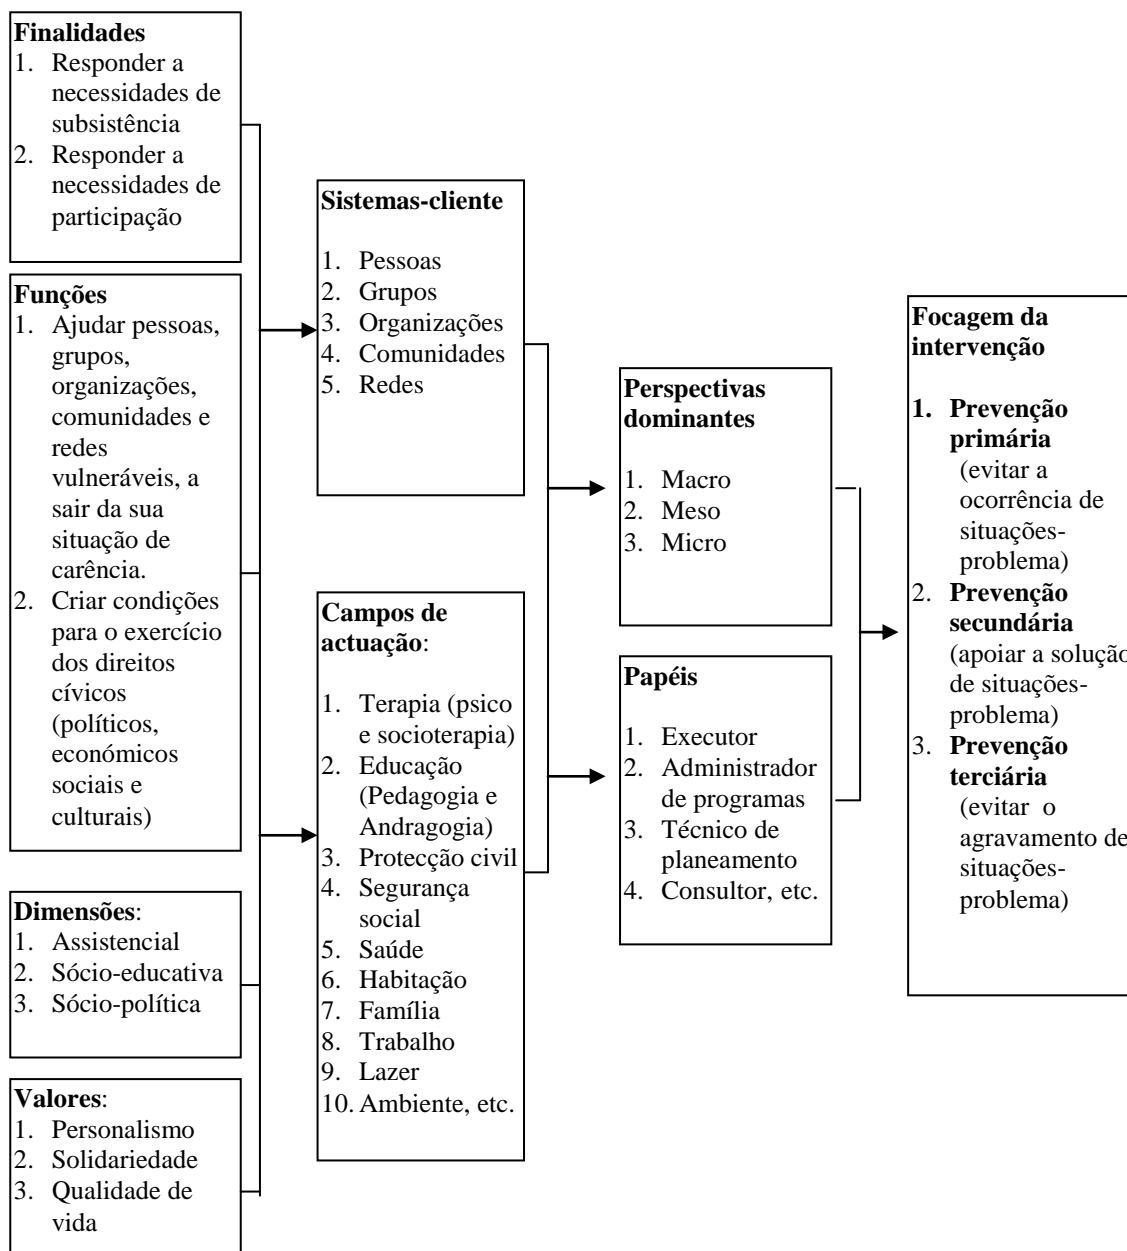 Finalidades
1. Responder a
necessidades de
subsistência
2. Responder a
necessidades de
participação
Funções
1. Ajudar pessoas,
grupos,
organizações,
comunidades e
redes
vulneráveis, a
sair da sua
situação de
carência.
2. Criar condições
para o exercício
dos direitos
cívicos
(políticos,
económicos
sociais e
culturais)
Dimensões:
1. Assistencial
2. Sócio-educativa
3. Sócio-política
Valores:
1. Personalismo
2. Solidariedade
3. Qualidade de
vida
Sistemas-cliente
1. Pessoas
2. Grupos
3. Organizações
4. Comunidades
5. Redes
Campos de
actuação:
1. Terapia (psico
e socioterapia)
2. Educação
(Pedagogia e
Andragogia)
3. Protecção civil
4. Segurança
social
5. Saúde
6. Habitação
7. Família
8. Trabalho
9. Lazer
10. Ambiente, etc.
Perspectivas
dominantes
1. Macro
2. Meso
3. Micro
Papéis
1. Executor
2. Administrador
de programas
3. Técnico de
planeamento
4. Consultor, etc.
Focagem da
intervenção
1. Prevenção
primária
(evitar a
ocorrência de
situações-
problema)
2. Prevenção
secundária
(apoiar a solução
de situações-
problema)
3. Prevenção
terciária
(evitar o
agravamento de
situações-
problema)